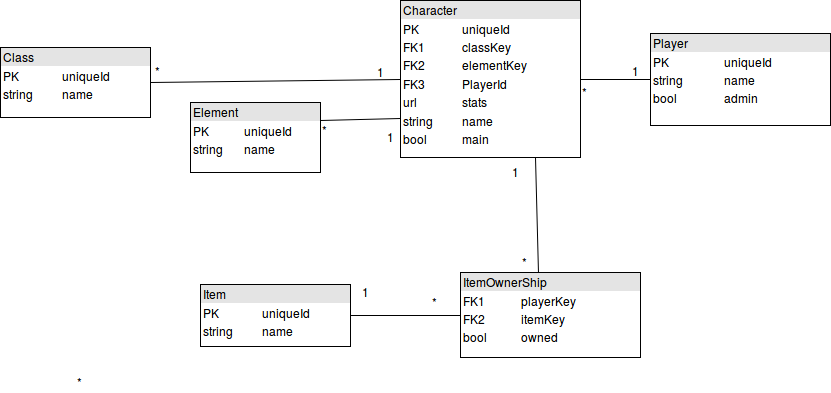 Character
PK uniqueId
FK1 classKey
FK2 elementKey
FK3 PlayerId
url stats
string name
bool main
Class
PK uniqueId
string name
* 1
Element
PK uniqueId
string name
* 1
Player
PK uniqueId
string name
bool admin
1 *
1
*
Item
PK uniqueId
string name
1 *
ItemOwnerShip
FK1 playerKey
FK2 itemKey
bool owned
*